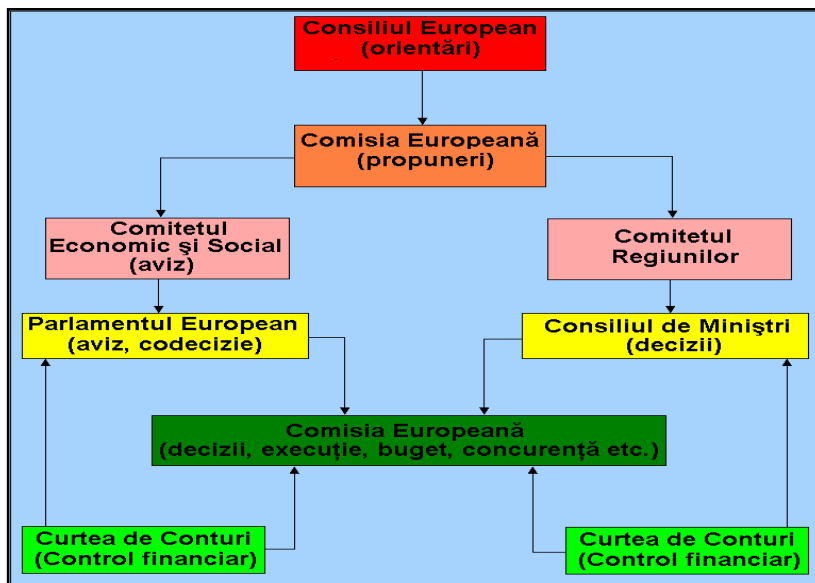 Consiliul European
(orientări)
Comisia Europeană
(propuneri)
Comitetul
Economic şi Social
(aviz)
Comitetul
Regiunilor
Parlamentul European
(aviz, codecizie)
Consiliul de Miniştri
(decizii)
Comisia Europeană
(decizii, execuţie, buget, concurenţă etc.)
Curtea de Conturi
(Control financiar)
Curtea de Conturi
(Control financiar)